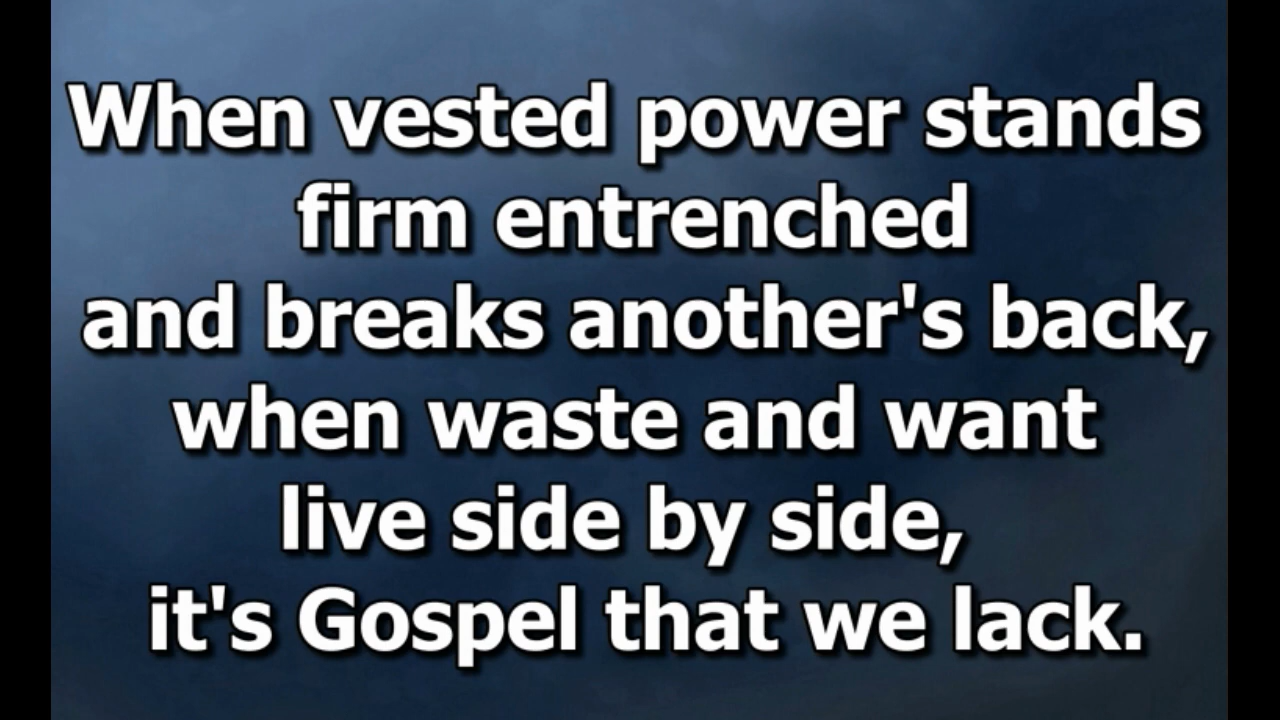 When vested power stands
firm entrenched
and breaks another's back,
when waste and want
live side by side,
it's Gospel that we lack.